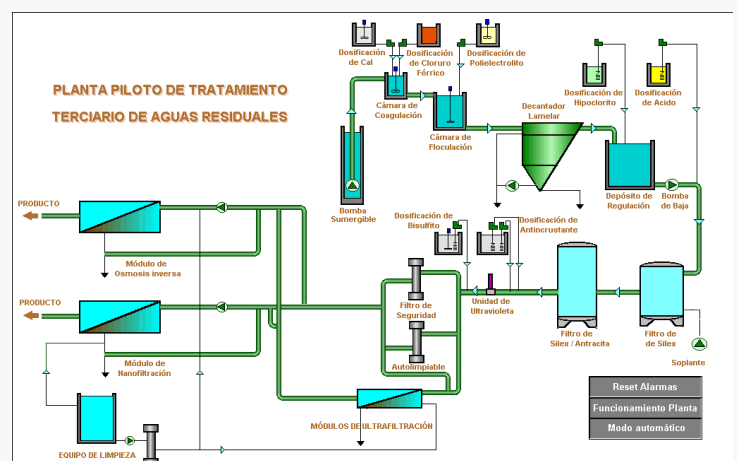 PLANTA PILOTO DE TRATAMIENTO
TERCIARIO DE AGUAS RESIDUALES
Dosificación
de Cal
Dosificación
de Cloruro
Férrico
Dosificación de
Polielectrolito
Cámara de
Coagulación
Cámara de
Floculación
Decantador
Lamelar
Dosificación de
Hipoclorito
Dosificación
de Acido
Bomba
Sumergible
Depósito de
Regulación
Bomba
de Baja
PRODUCTO
Módulo de
Osmosis inversa
Dosificación de
Bisulfito
Dosificación de
Antincrustante
PRODUCTO
Filtro de
Seguridad
Unidad de
Ultravioleta
Filtro de
Silex / Antracita
Filtro de
de Silex
Soplante
Módulo de
Nanofiltración
Autolimpiable
MÓDULOS DE ULTRAFILTRACIÓN
EQUIPO DE LIMPIEZA
Reset Alarmas
Funcionamiento Planta
Modo automático